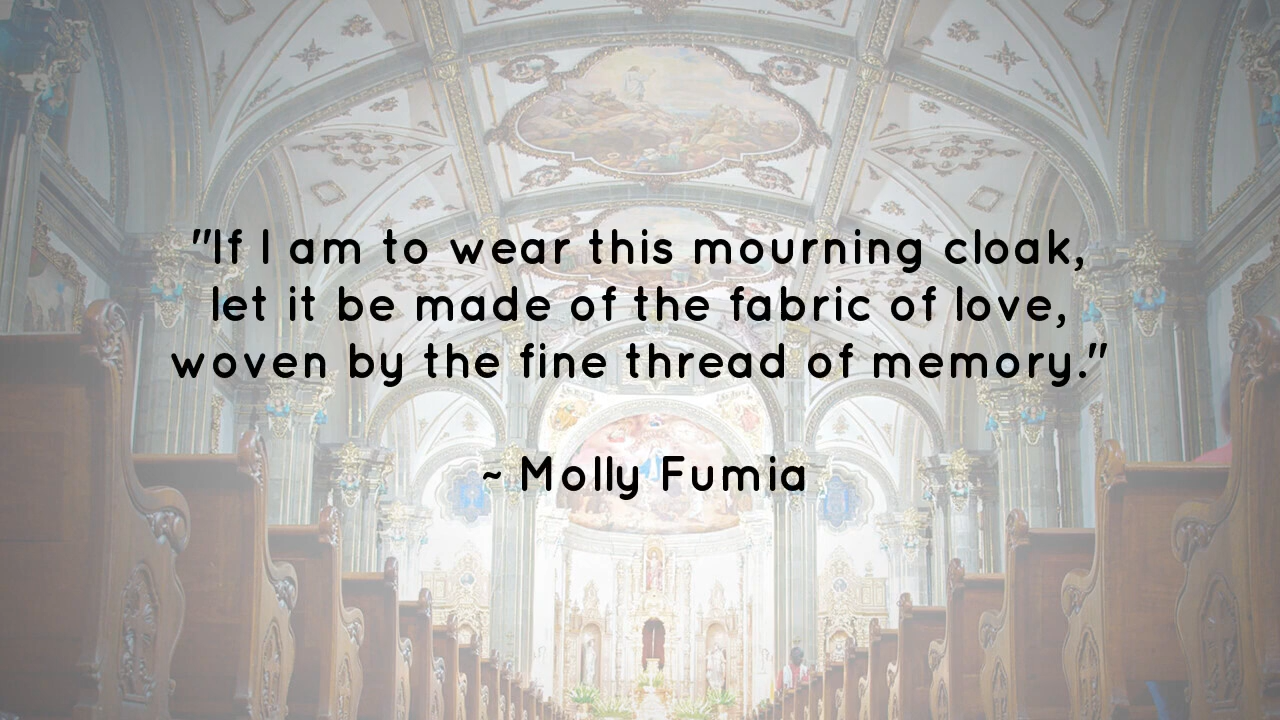 "If I am to wear this mourning cloak,
let it be made of the fabric of love,
woven by the fine thread of memory."
~ Molly Fumia